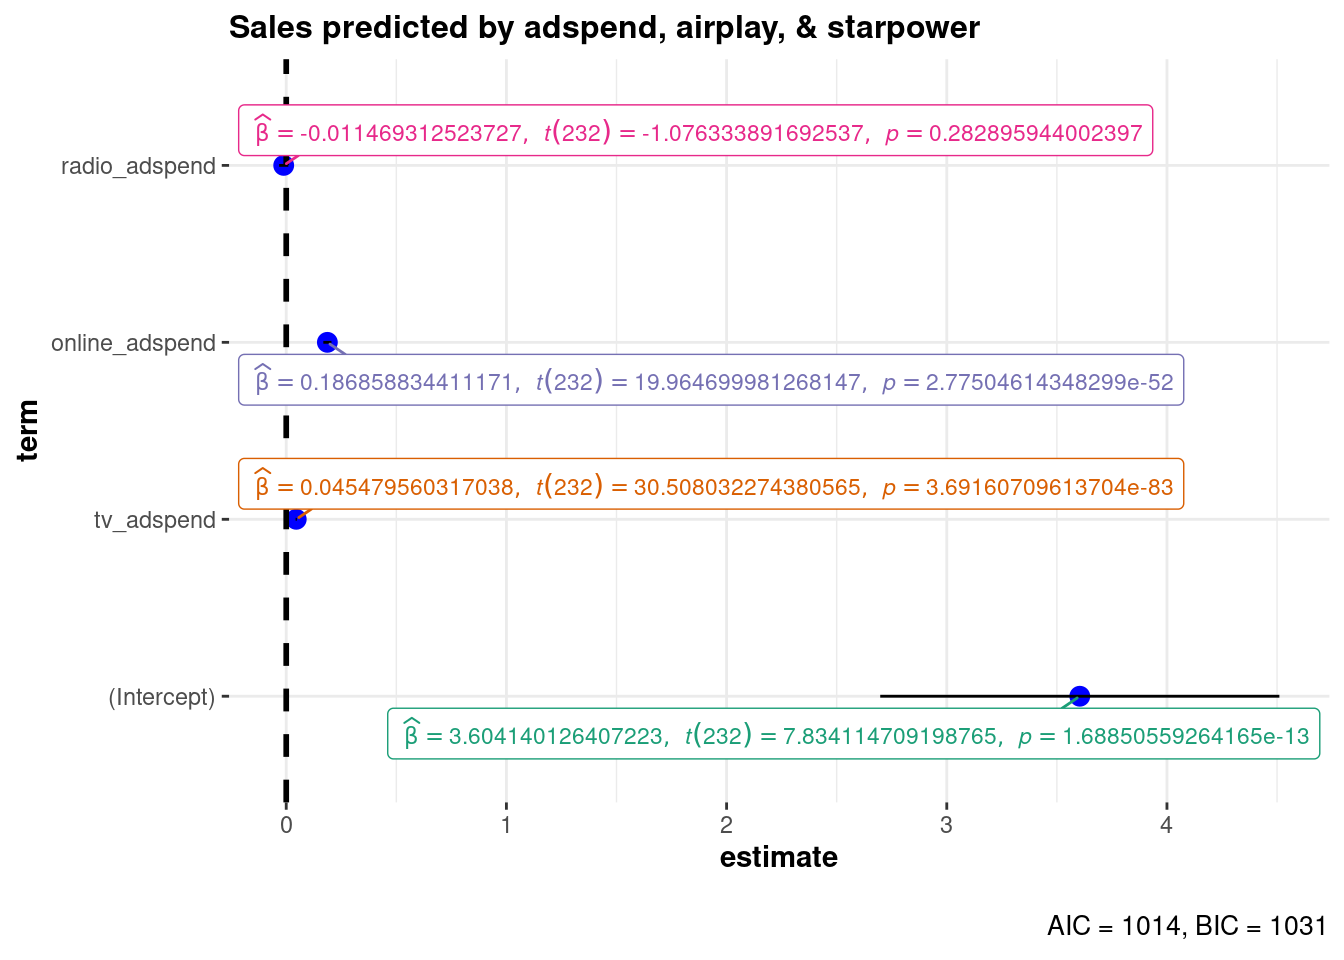 Sales predicted by adspend, airplay, & starpower
β̂ = -0.011469312523727, t(232) = -1.076333891692537, p = 0.282895944002397
radio_adspend
online_adspend
β̂ = 0.186858834411171, t(232) = 19.964699981268147, p = 2.77504614348299e-52
term
β̂ = 0.045479560317038, t(232) = 30.508032274380565, p = 3.69160709613704e-83
tv_adspend
(Intercept)
β̂ = 3.604140126407223, t(232) = 7.834114709198765, p = 1.68850559264165e-13
0 1 2 3 4
estimate
AIC = 1014, BIC = 1031